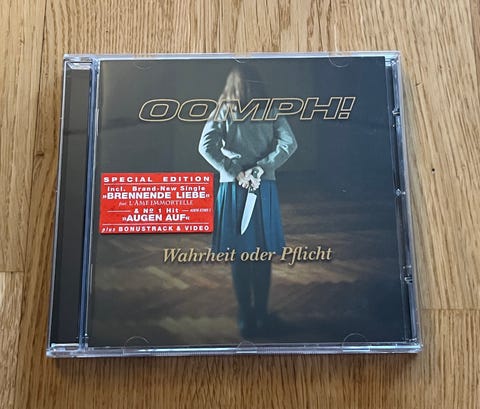 OOMPH!
SPECIAL EDITION
Incl. Brand-New Single
»BRENNENDE LIEBE«
feat. L'ÂME IMMORTELLE
& No 1 Hit
»AUGEN AUF«
plus BONUSTRACK & VIDEO
Wahrheit oder Pflicht